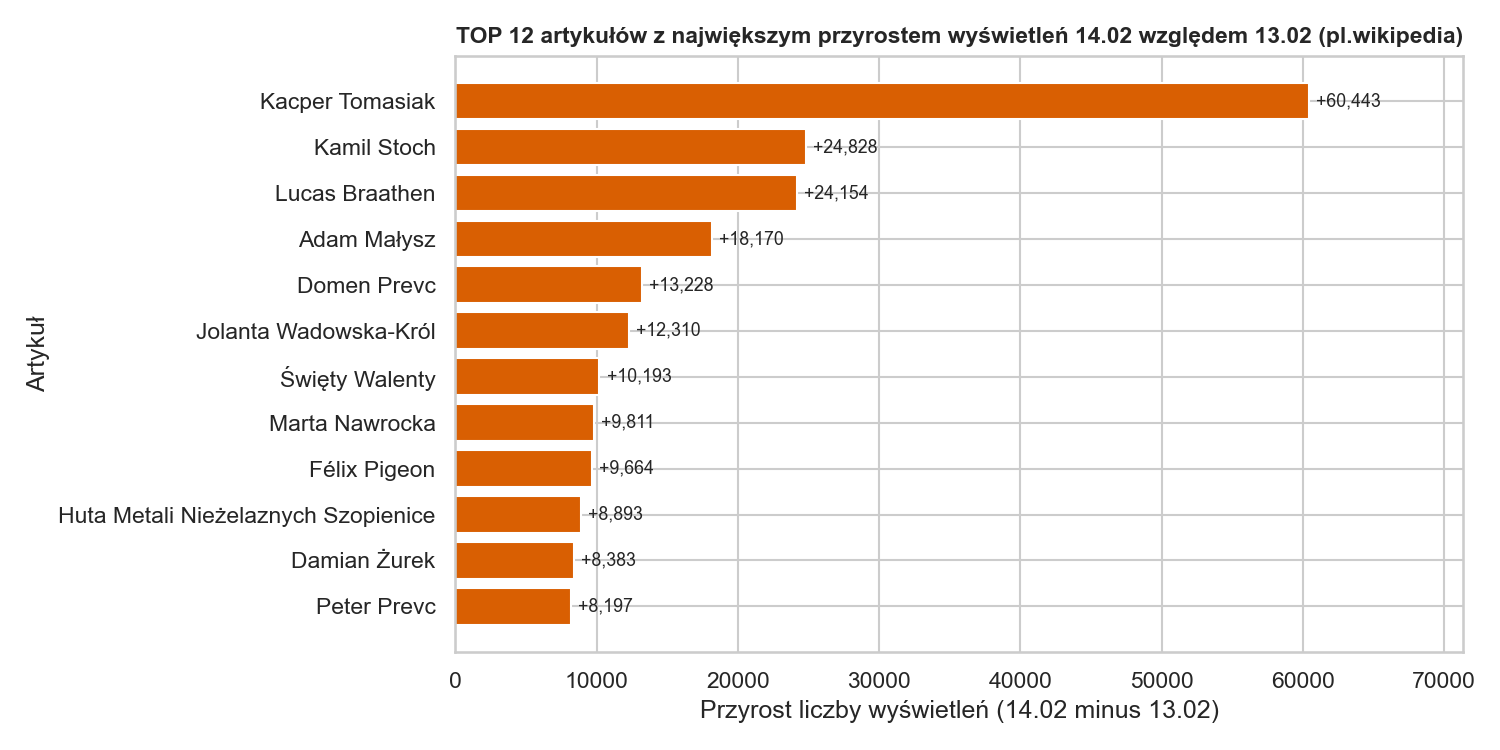 TOP 12 artykułów z największym przyrostem wyświetleń 14.02 względem 13.02 (pl.wikipedia)
Artykuł
Kacper Tomasiak +60,443
Kamil Stoch +24,828
Lucas Braathen +24,154
Adam Małysz +18,170
Domen Prevc +13,228
Jolanta Wadowska-Król +12,310
Święty Walenty +10,193
Marta Nawrocka +9,811
Félix Pigeon +9,664
Huta Metali Nieżelaznych Szopienice +8,893
Damian Żurek +8,383
Peter Prevc +8,197
0 10000 20000 30000 40000 50000 60000 70000
Przyrost liczby wyświetleń (14.02 minus 13.02)